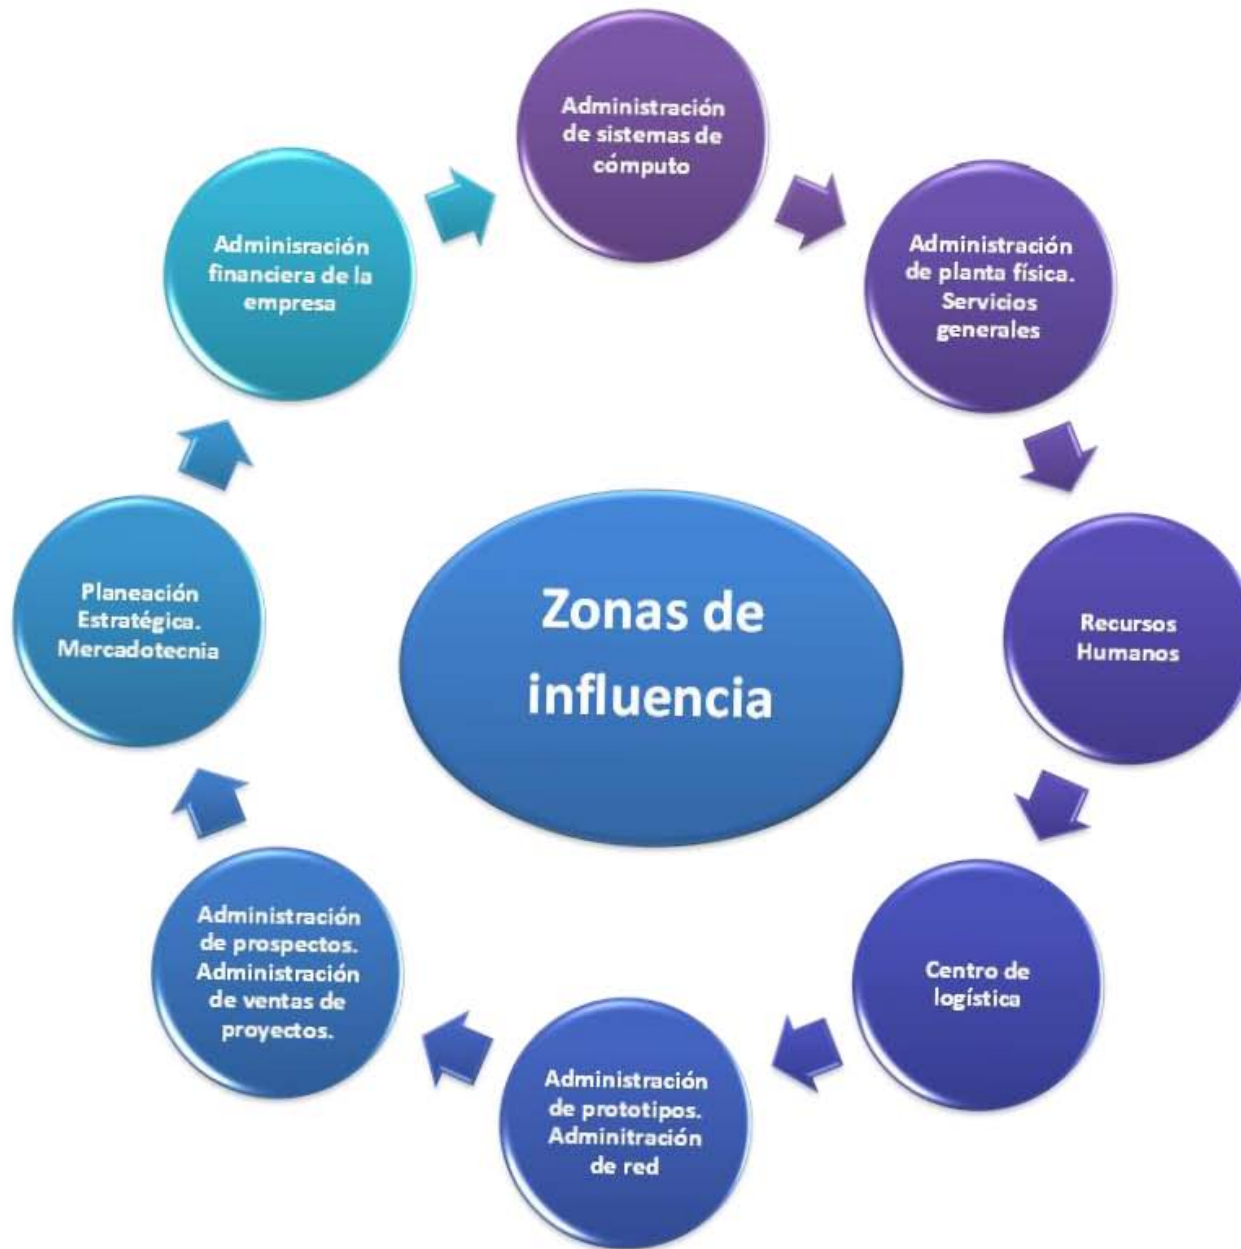 Administración
de sistemas de
cómputo
Administración
de planta física.
Servicios
generales
Recursos
Humanos
Centro de
logística
Administración
de prototipos.
Adminitración
de red
Administración
de prospectos.
Administración
de ventas de
proyectos.
Planeación
Estratégica.
Mercadotecnia
Adminisración
financiera de la
empresa
Zonas de
influencia